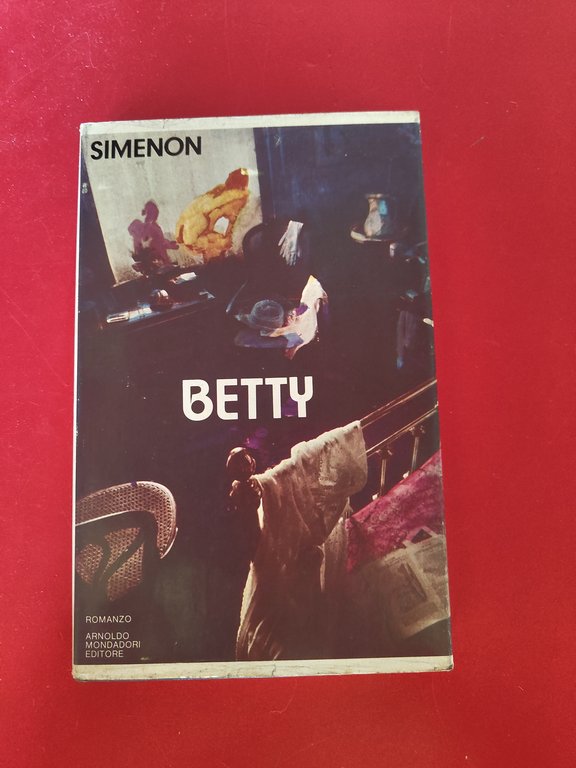 SIMENON
BETTY
ROMANZO
ARNOLDO
MONDADORI
EDITORE